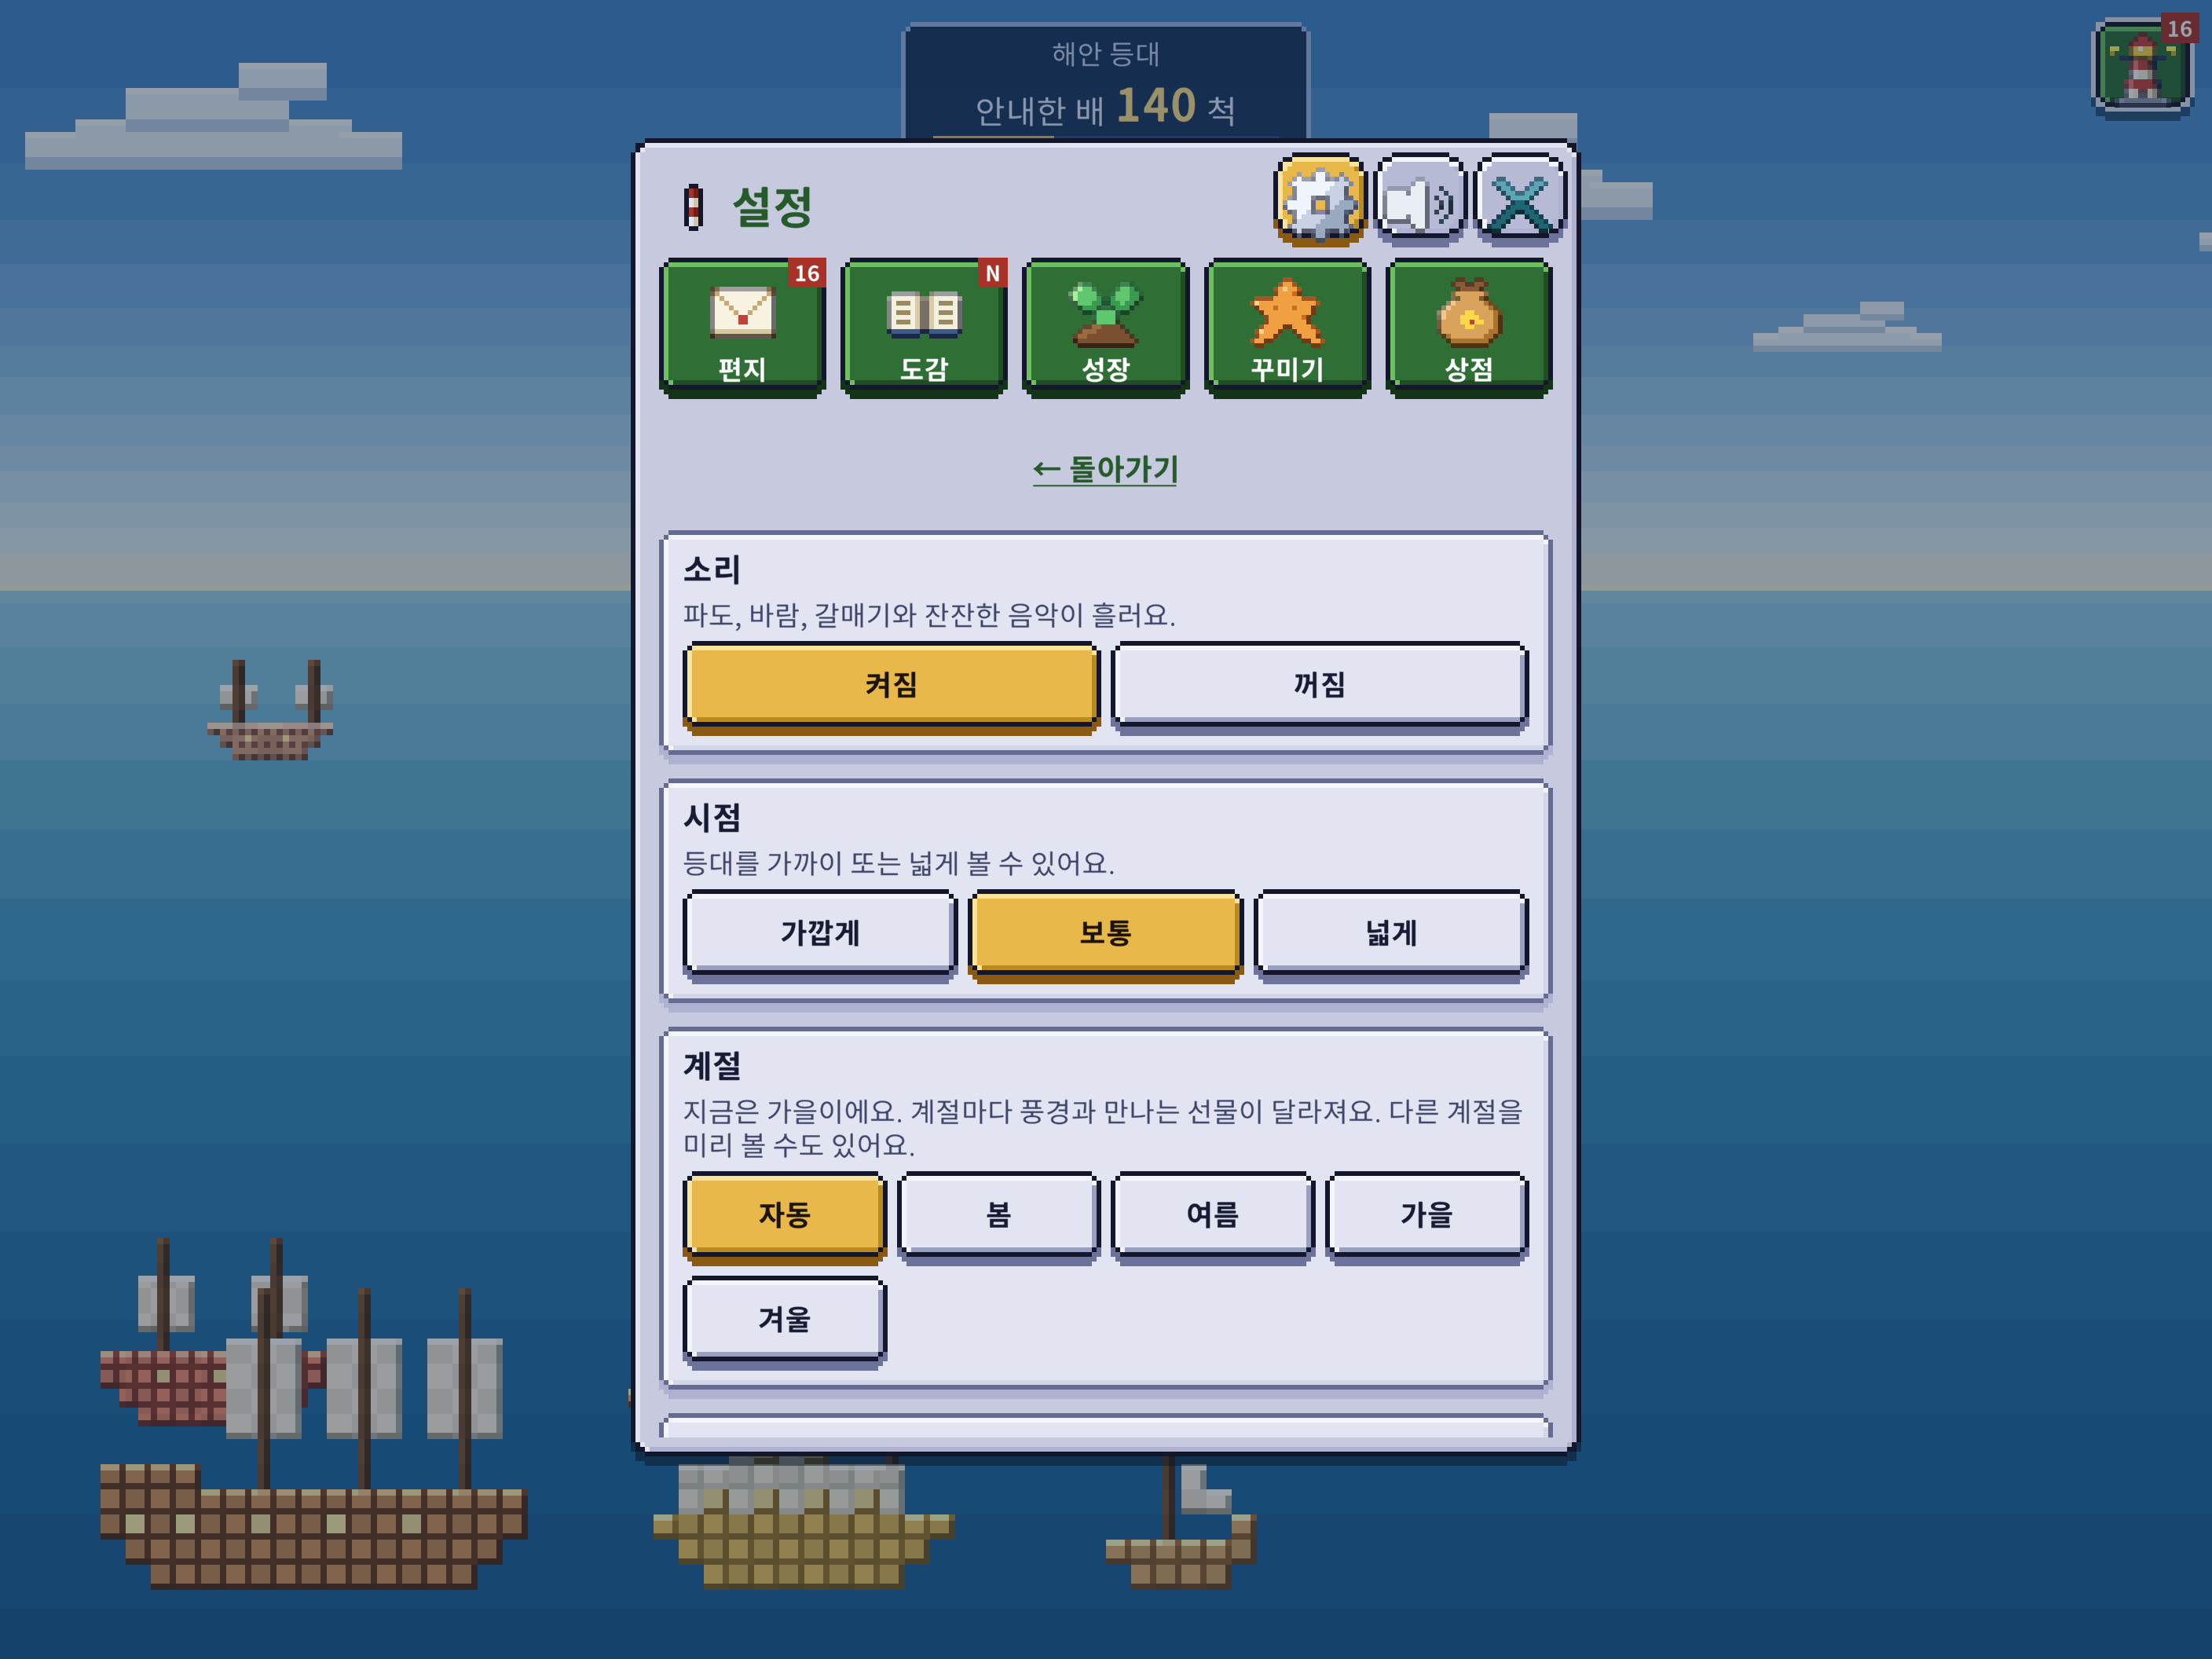 해안 등대
안내한 배 140 척
16
설정
16
N
편지
도감
성장
꾸미기
상점
← 돌아가기
소리
파도, 바람, 갈매기와 잔잔한 음악이 흘러요.
켜짐
꺼짐
시점
등대를 가까이 또는 넓게 볼 수 있어요.
가깝게
보통
넓게
계절
지금은 가을이에요. 계절마다 풍경과 만나는 선물이 달라져요. 다른 계절을
미리 볼 수도 있어요.
자동
봄
여름
가을
겨울